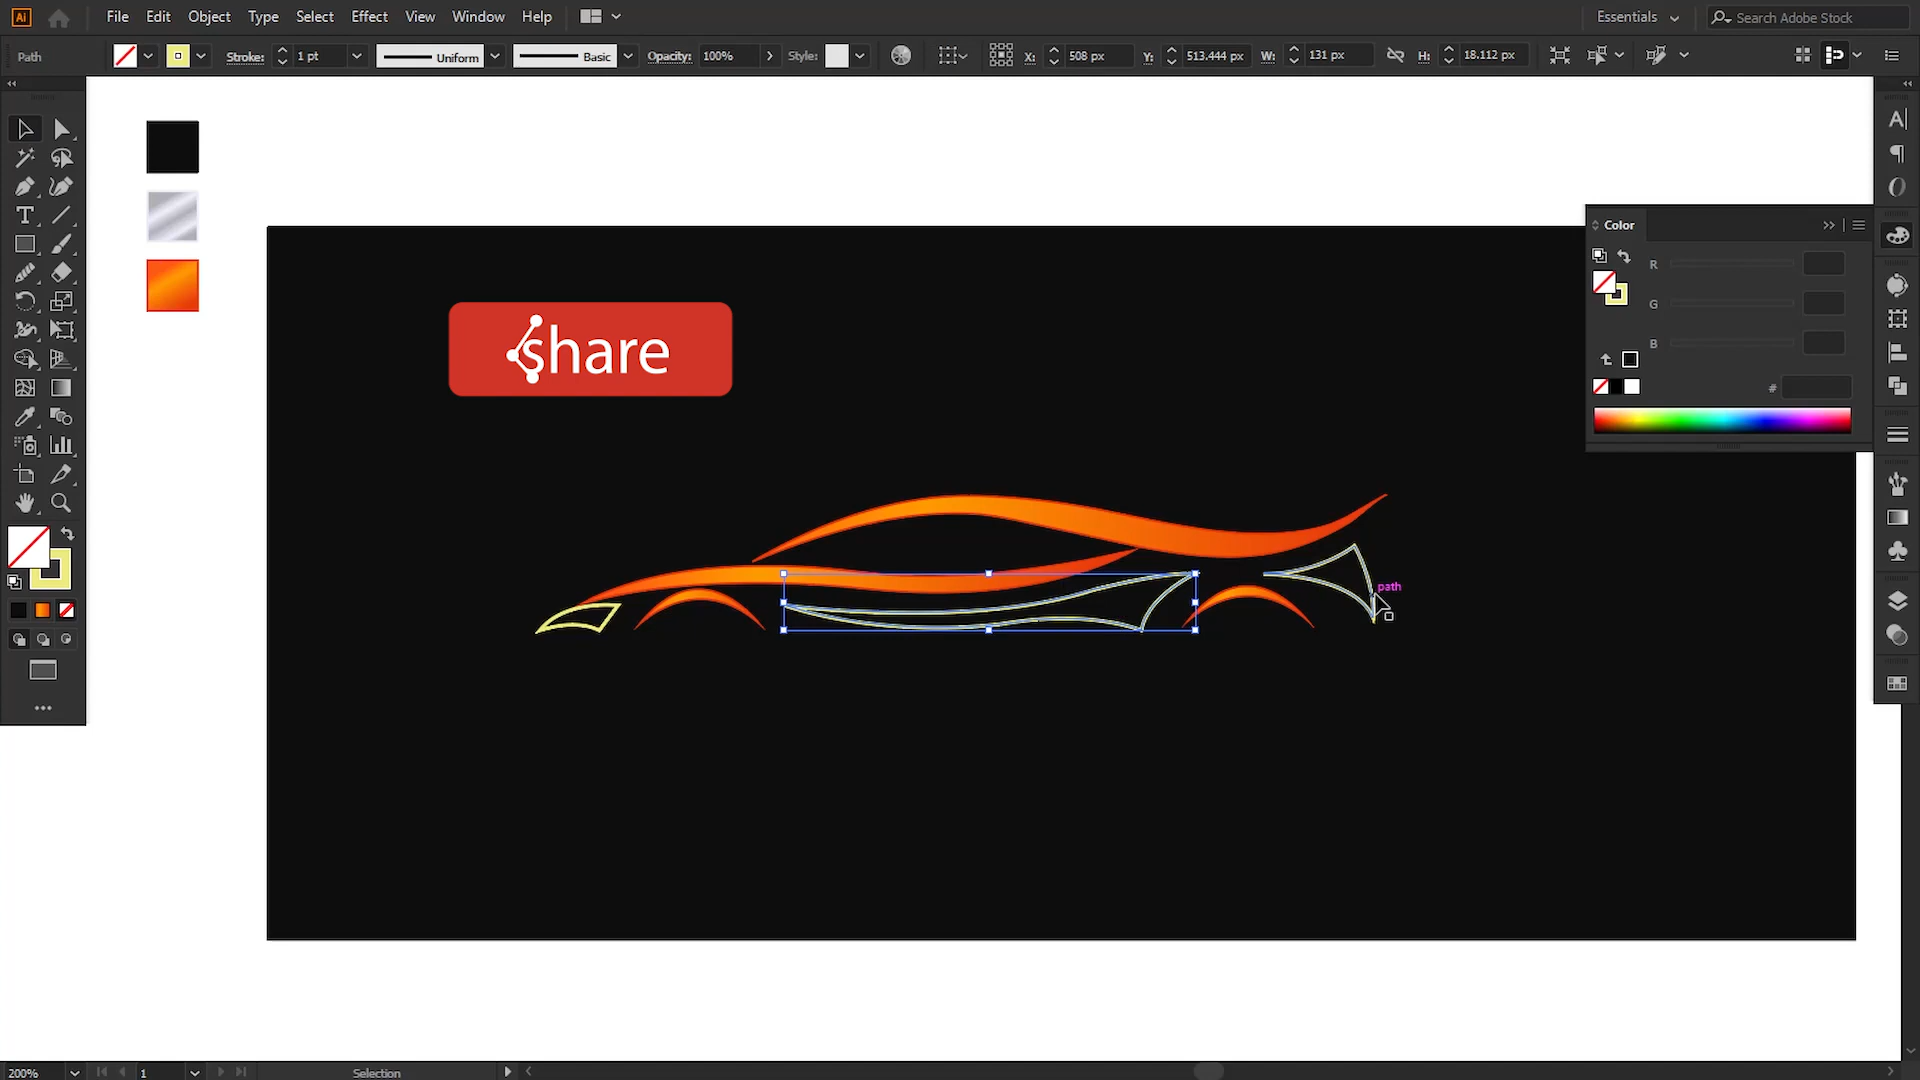 Ai File Edit Object Type Select Effect View Window Help Essentials Search Adobe Stock
Path Stroke: 1 pt Uniform Basic Opacity: 100% Style: X: 508 px Y: 513.444 px W: 131 px H: 18.112 px
Color
R
G
B
#
share
path
200% 1 Selection